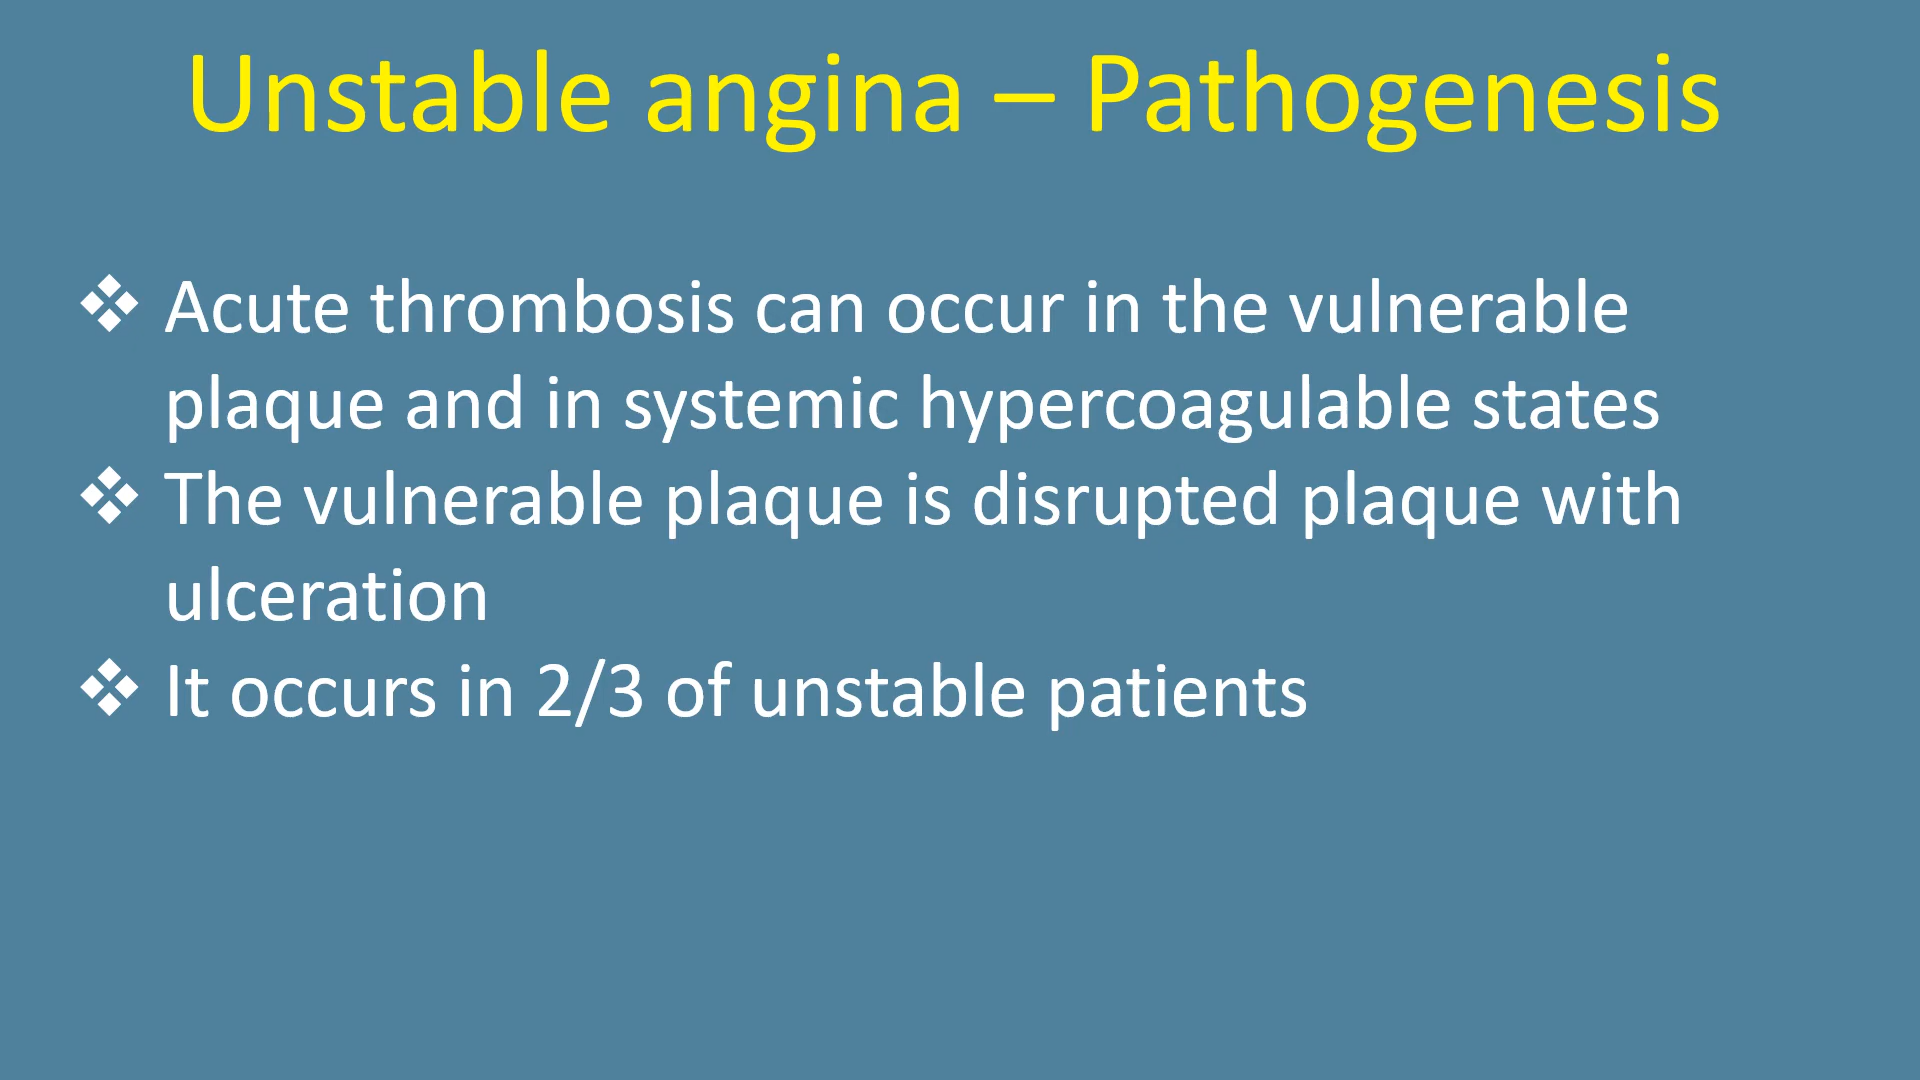 Unstable angina – Pathogenesis
❖ Acute thrombosis can occur in the vulnerable
plaque and in systemic hypercoagulable states
❖ The vulnerable plaque is disrupted plaque with
ulceration
❖ It occurs in 2/3 of unstable patients